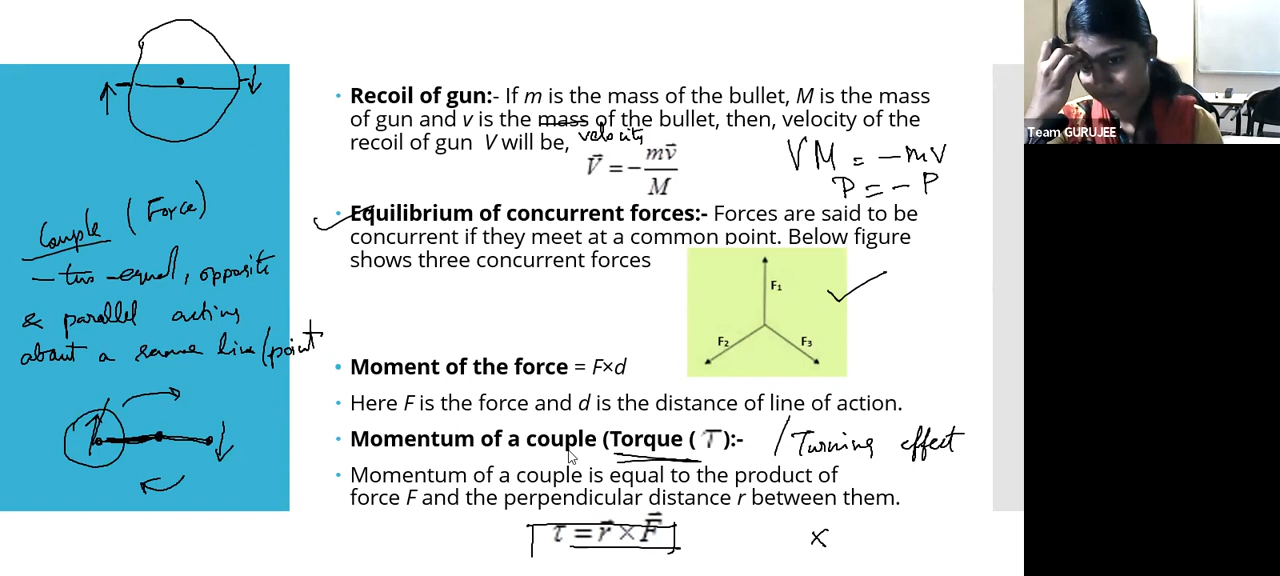 • Recoil of gun:- If m is the mass of the bullet, M is the mass
of gun and v is the mass of the bullet, then, velocity of the
velocity
recoil of gun V will be,
V = - mv / M
VM = -mv
P = -P
• Equilibrium of concurrent forces:- Forces are said to be
concurrent if they meet at a common point. Below figure
shows three concurrent forces
F1
F2
F3
• Moment of the force = F×d
• Here F is the force and d is the distance of line of action.
• Momentum of a couple (Torque ( T ):- / Turning effect
• Momentum of a couple is equal to the product of
force F and the perpendicular distance r between them.
τ = r × F
x
Couple (Force)
- two equal, opposite
& parallel acting
about a same line/point
Team GURUJEE